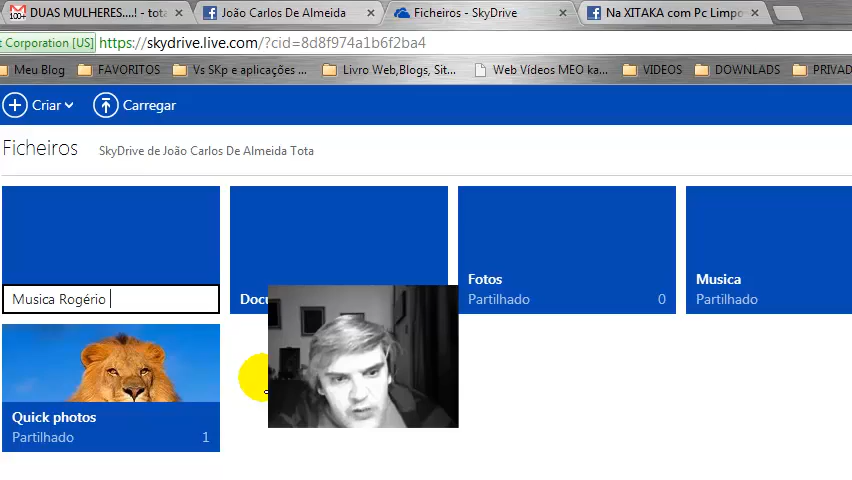 100+ DUAS MULHERES....! - tota
João Carlos De Almeida
Ficheiros - SkyDrive
Na XITAKA com Pc Limpo
t Corporation [US] https://skydrive.live.com/?cid=8d8f974a1b6f2ba4
Meu Blog
FAVORITOS
Vs SKp e aplicações ...
Livro Web,Blogs, Sit...
Web Vídeos MEO ka...
VIDEOS
DOWNLADS
PRIVAD
Criar
Carregar
Ficheiros
SkyDrive de João Carlos De Almeida Tota
Musica Rogério
Docu
Fotos
Partilhado 0
Musica
Partilhado
Quick photos
Partilhado 1